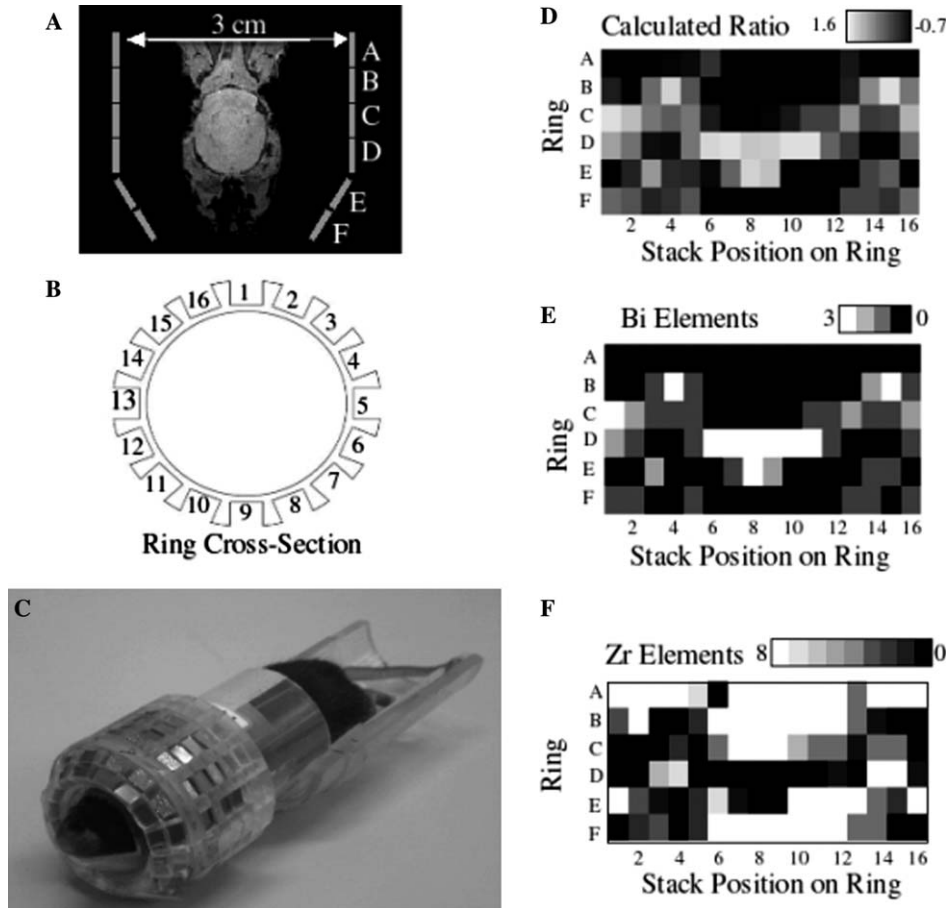 A
3 cm
A
B
C
D
E
F
B
1
2
3
4
5
6
7
8
9
10
11
12
13
14
15
16
Ring Cross-Section
C
D
Calculated Ratio
1.6
-0.7
Ring
A
B
C
D
E
F
2 4 6 8 10 12 14 16
Stack Position on Ring
E
Bi Elements
3
0
Ring
A
B
C
D
E
F
2 4 6 8 10 12 14 16
Stack Position on Ring
F
Zr Elements
8
0
Ring
A
B
C
D
E
F
2 4 6 8 10 12 14 16
Stack Position on Ring